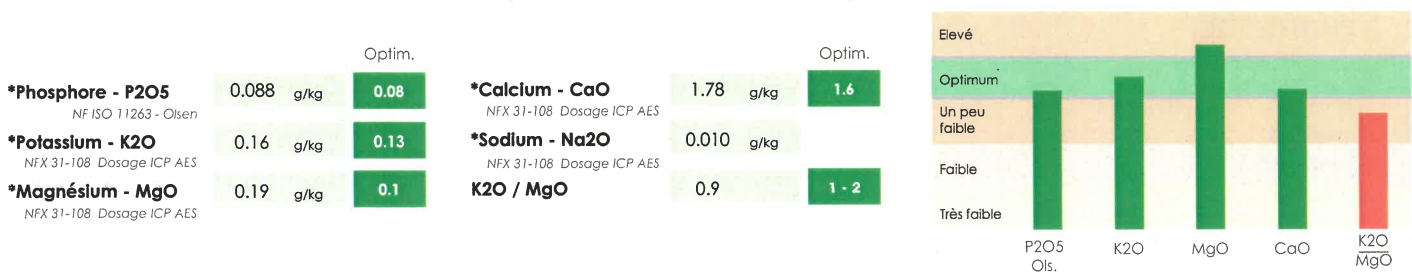 Optim.
*Phosphore - P2O5 0.088 g/kg 0.08
NF ISO 11263 - Olsen
*Potassium - K2O 0.16 g/kg 0.13
NFX 31-108 Dosage ICP AES
*Magnésium - MgO 0.19 g/kg 0.1
NFX 31-108 Dosage ICP AES
Optim.
*Calcium - CaO 1.78 g/kg 1.6
NFX 31-108 Dosage ICP AES
*Sodium - Na2O 0.010 g/kg
NFX 31-108 Dosage ICP AES
K2O / MgO 0.9 1 - 2
Elevé
Optimum
Un peu
faible
Faible
Très faible
P2O5
Ols.
K2O
MgO
CaO
K2O
MgO